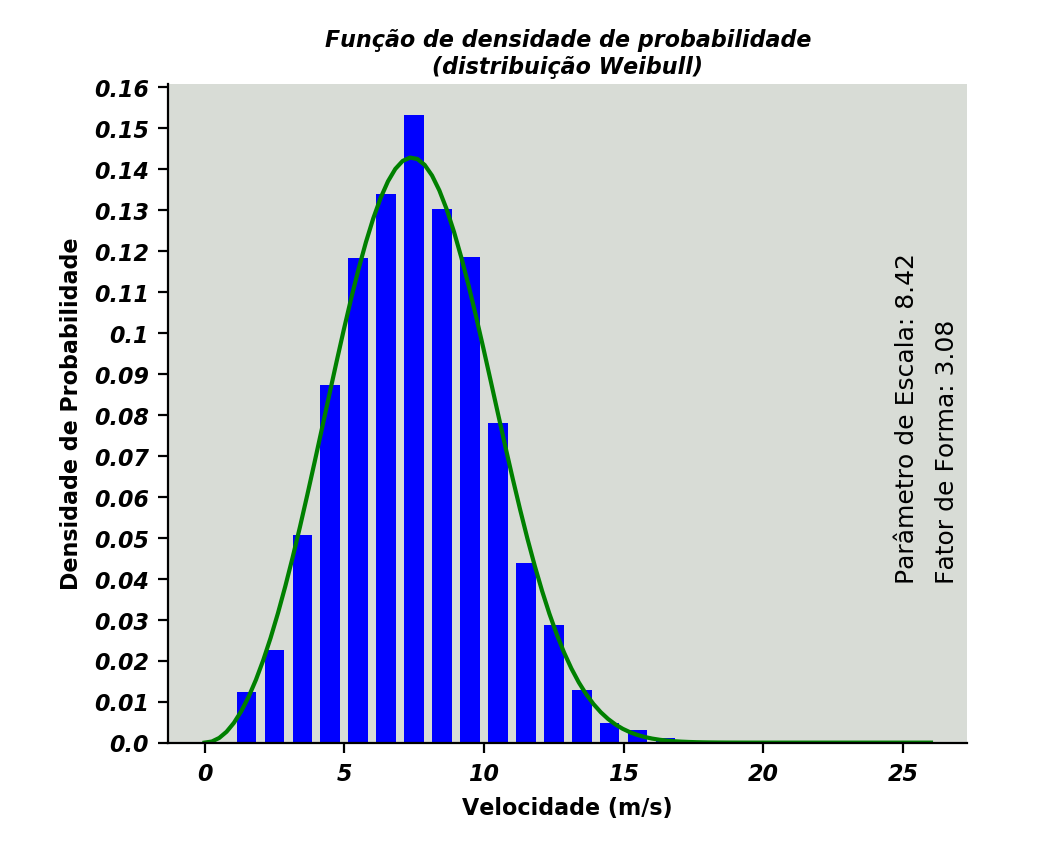 Função de densidade de probabilidade
(distribuição Weibull)
0.16
0.15
0.14
0.13
0.12
0.11
0.1
0.09
0.08
0.07
0.06
0.05
0.04
0.03
0.02
0.01
0.0
Densidade de Probabilidade
0 5 10 15 20 25
Velocidade (m/s)
Parâmetro de Escala: 8.42
Fator de Forma: 3.08